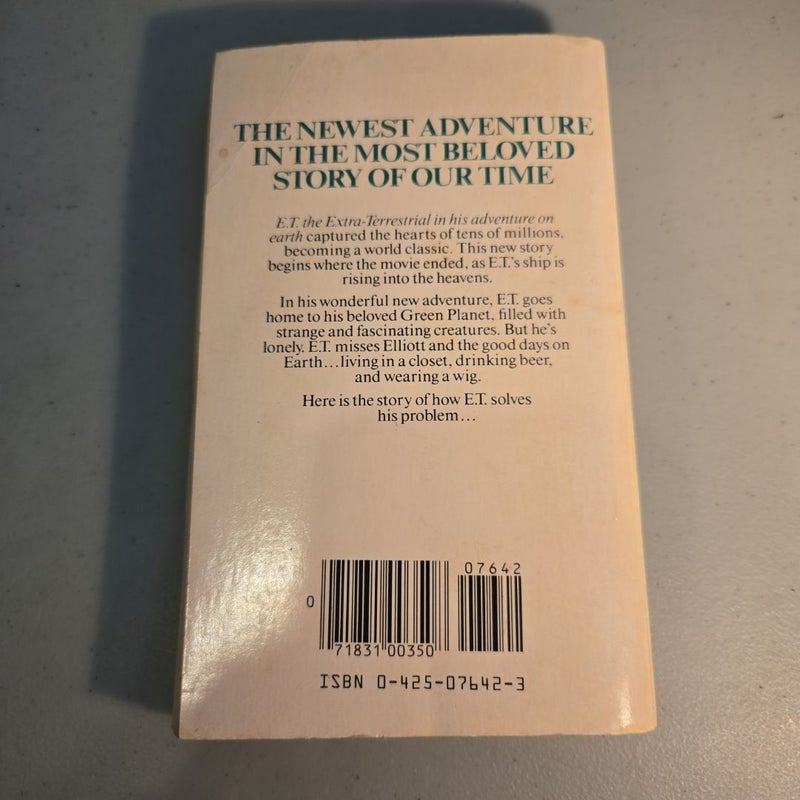 THE NEWEST ADVENTURE
IN THE MOST BELOVED
STORY OF OUR TIME
E.T. the Extra-Terrestrial in his adventure on
earth captured the hearts of tens of millions,
becoming a world classic. This new story
begins where the movie ended, as E.T.'s ship is
rising into the heavens.
In his wonderful new adventure, E.T. goes
home to his beloved Green Planet, filled with
strange and fascinating creatures. But he's
lonely. E.T. misses Elliott and the good days on
Earth...living in a closet, drinking beer,
and wearing a wig.
Here is the story of how E.T. solves
his problem...
07642
0
71831 00350
ISBN 0-425-07642-3